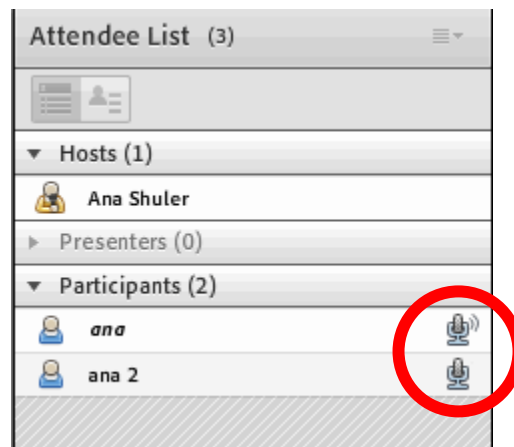 Attendee List (3)
Hosts (1)
Ana Shuler
Presenters (0)
Participants (2)
ana
ana 2